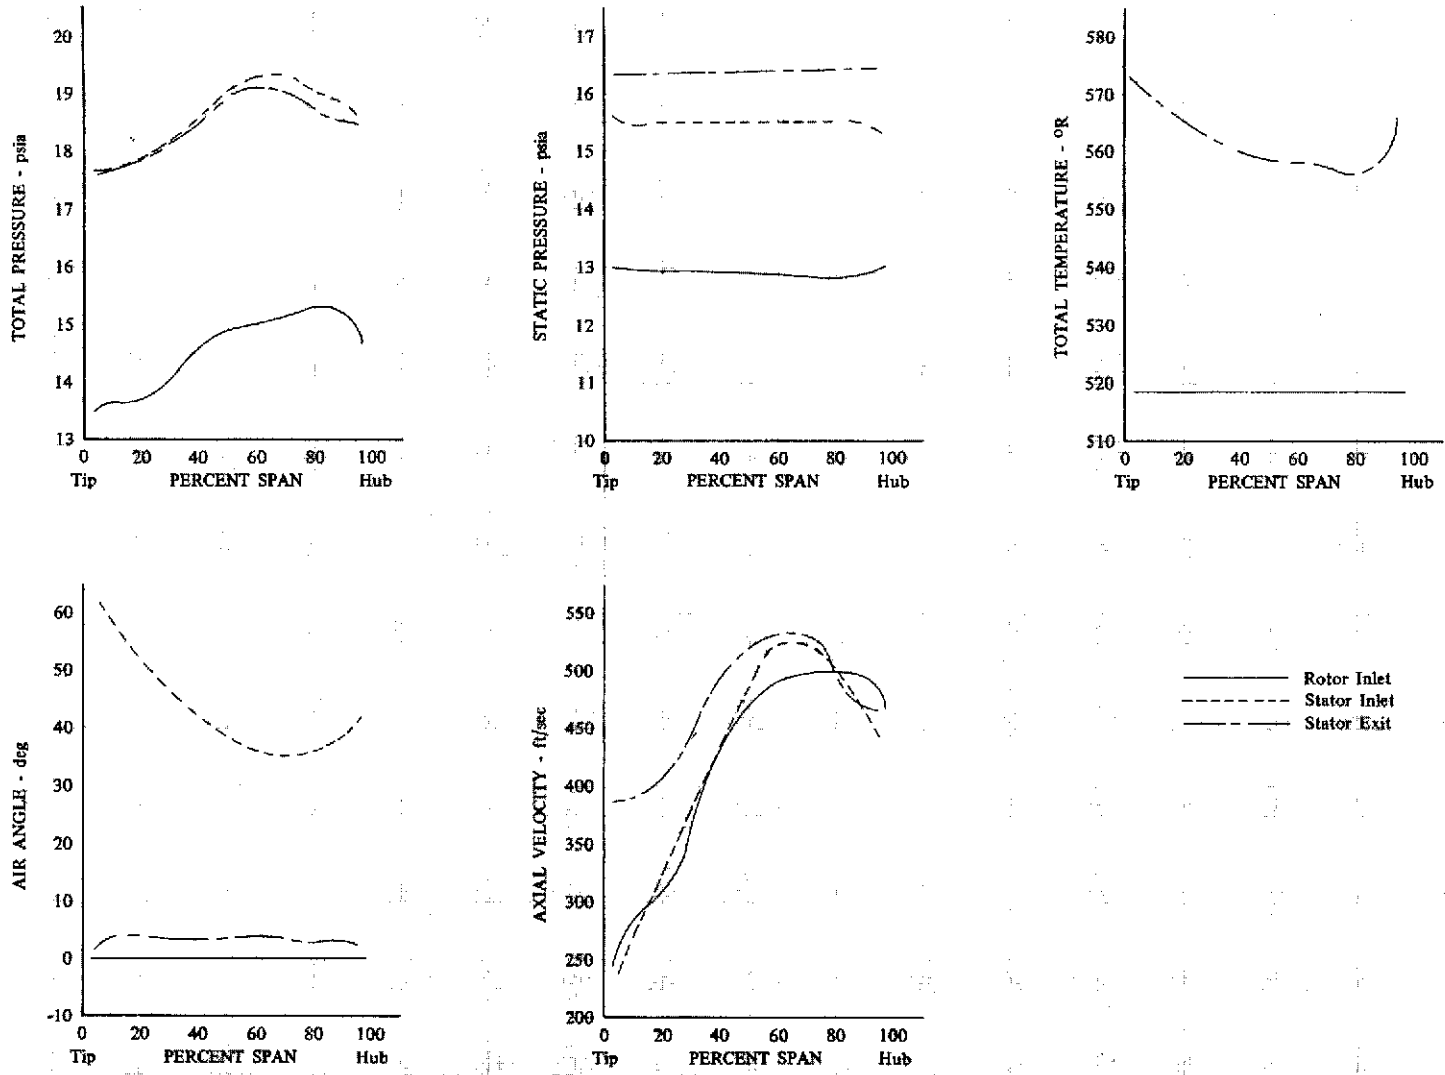 TOTAL PRESSURE - psia
20
19
18
17
16
15
14
13
0 20 40 60 80 100
Tip PERCENT SPAN Hub
STATIC PRESSURE - psia
17
16
15
14
13
12
11
10
0 20 40 60 80 100
Tip PERCENT SPAN Hub
TOTAL TEMPERATURE - °R
580
570
560
550
540
530
520
510
0 20 40 60 80 100
Tip PERCENT SPAN Hub
AIR ANGLE - deg
60
50
40
30
20
10
0
-10
0 20 40 60 80 100
Tip PERCENT SPAN Hub
AXIAL VELOCITY - ft/sec
550
500
450
400
350
300
250
200
0 20 40 60 80 100
Tip PERCENT SPAN Hub
Rotor Inlet
Stator Inlet
Stator Exit